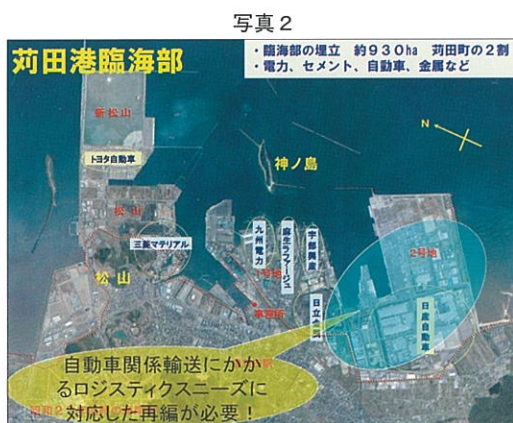 写真2
苅田港臨海部
・臨海部の埋立　約930ha　苅田町の2割
・電力、セメント、自動車、金属など
新松山
トヨタ自動車
N
神ノ島
松山
三菱マテリアル
松山
九州電力
麻生ラファージュ
宇部興産
1号地
2号地
日立金属
日産自動車
自動車関係輸送にかか
るロジスティクスニーズに
対応した再編が必要！